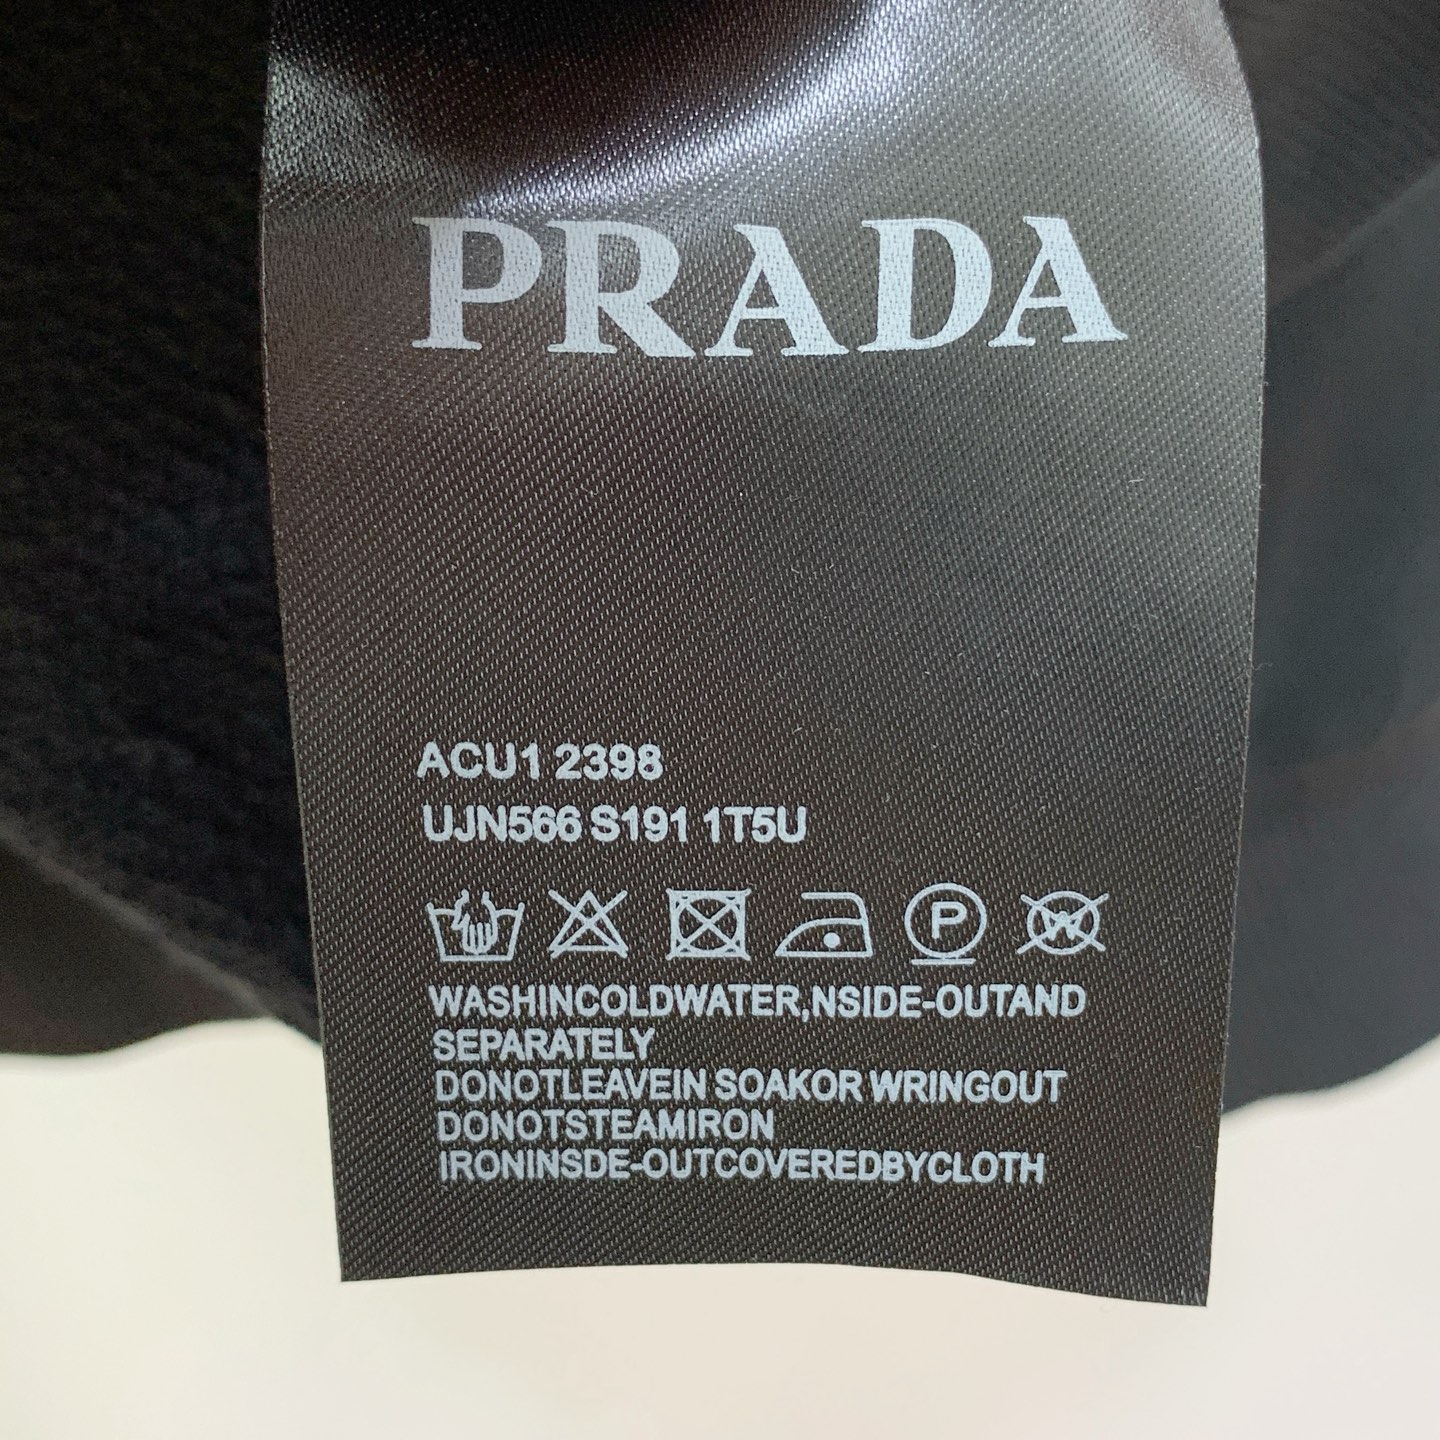 PRADA
ACU1 2398
UJN566 S191 1T5U
P W
WASHINCOLDWATER,NSIDE-OUTAND
SEPARATELY
DONOTLEAVEIN SOAKOR WRINGOUT
DONOTSTEAMIRON
IRONINSDE-OUTCOVEREDBYCLOTH